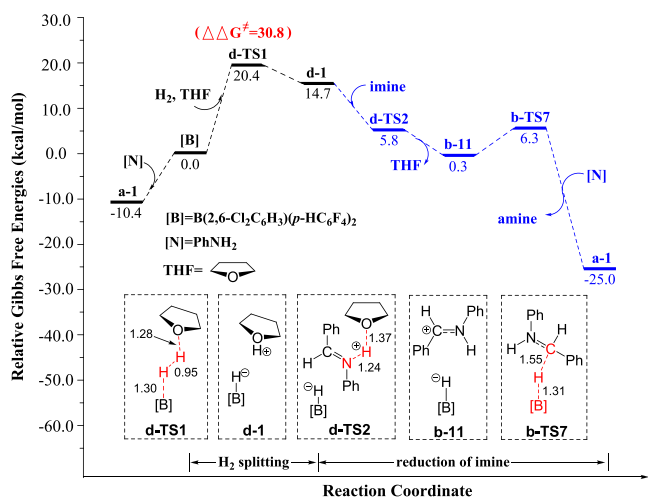 (△△G≠=30.8)
d-TS1
20.4
d-1
14.7
H2, THF
imine
d-TS2
5.8
THF
b-11
0.3
b-TS7
6.3
[B]
0.0
[N]
a-1
-10.4
[N]
amine
a-1
-25.0
[B]=B(2,6-Cl2C6H3)(p-HC6F4)2
[N]=PhNH2
THF=
O
20.0
10.0
0.0
-10.0
-20.0
-30.0
-40.0
-50.0
-60.0
Relative Gibbs Free Energies (kcal/mol)
O
1.28
H
H
0.95
1.30
[B]
d-TS1
O
H
⊕
⊖
H
[B]
d-1
O
1.37
Ph
⊕
H
H
N
1.24
Ph
⊖
H
[B]
d-TS2
H
Ph
⊕
C
N
Ph
H
⊖
H
[B]
b-11
Ph
H
N
C
H
1.55
Ph
H
1.31
[B]
b-TS7
H2 splitting
reduction of imine
Reaction Coordinate